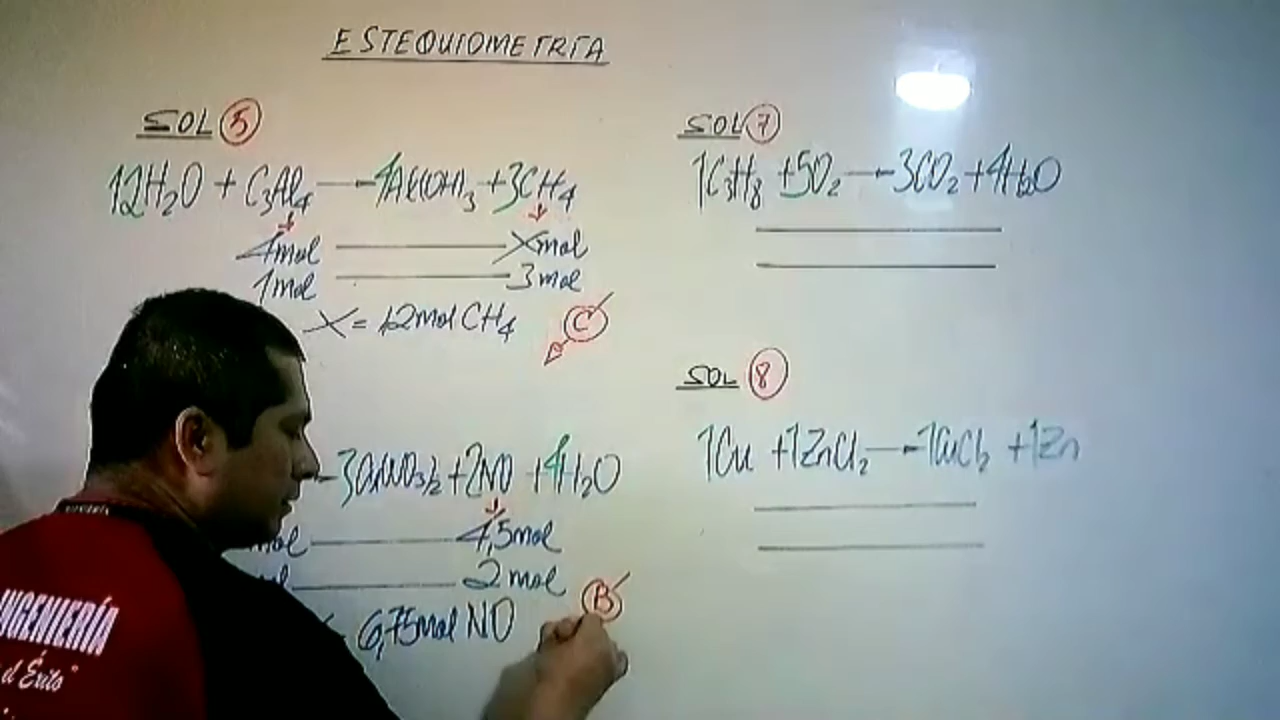 ESTEQUIOMETRÍA
SOL 5
12H₂O + C₃Al₄ → 4Al(OH)₃ + 3CH₄
4mol Xmol
1mol 3mol
X = 12mol CH₄ C
3Cu(NO₃)₂ + 2NO + 4H₂O
mol 4,5mol
2mol
6,75mol NO B
SOL 7
1C₃H₈ + 5O₂ → 3CO₂ + 4H₂O
SOL 8
1Cu + 1ZnCl₂ → 1CuCl₂ + 1Zn
INGENIERÍA
el Éxito"